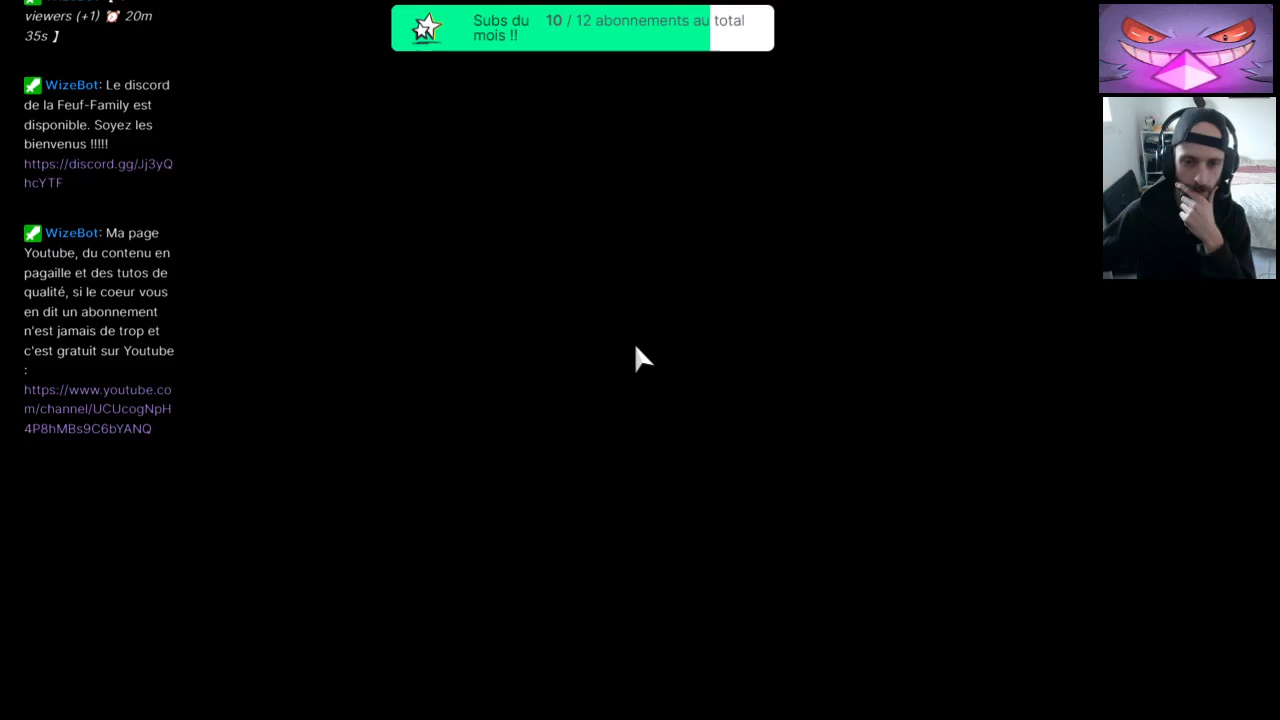 viewers (+1) ⏰ 20m
35s 】
WizeBot: Le discord
de la Feuf-Family est
disponible. Soyez les
bienvenus !!!!!
https://discord.gg/Jj3yQ
hcYTF
WizeBot: Ma page
Youtube, du contenu en
pagaille et des tutos de
qualité, si le coeur vous
en dit un abonnement
n'est jamais de trop et
c'est gratuit sur Youtube
:
https://www.youtube.co
m/channel/UCUcogNpH
4P8hMBs9C6bYANQ
Subs du
mois !!
10 / 12 abonnements au total